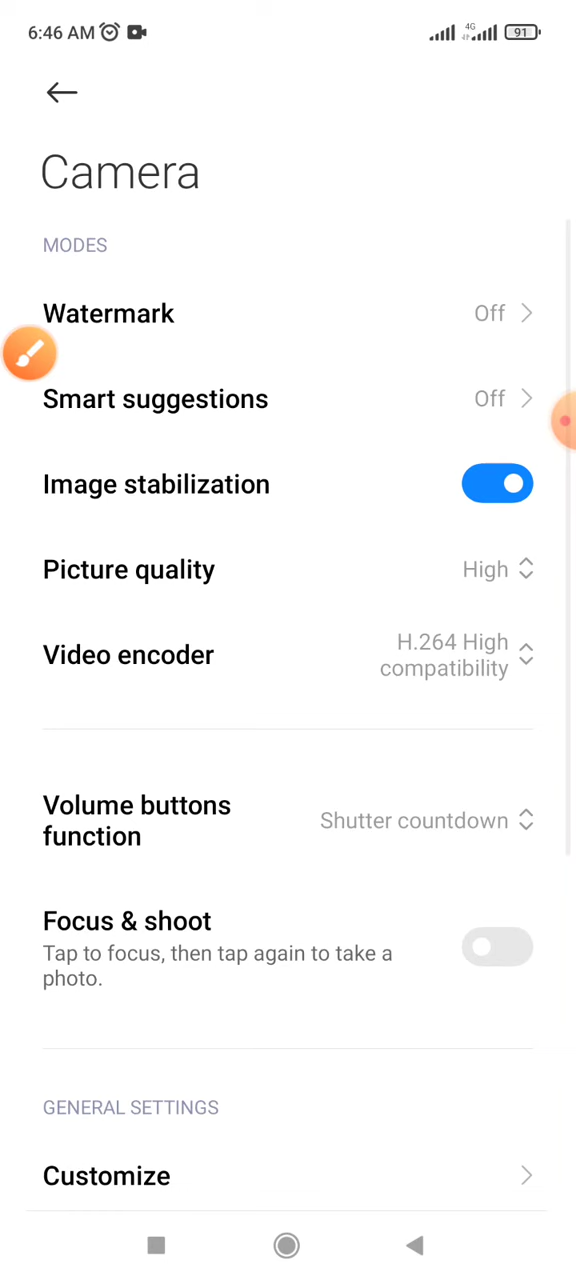 6:46 AM
4G
91
Camera
MODES
Watermark
Off
Smart suggestions
Off
Image stabilization
Picture quality
High
Video encoder
H.264 High
compatibility
Volume buttons
function
Shutter countdown
Focus & shoot
Tap to focus, then tap again to take a
photo.
GENERAL SETTINGS
Customize